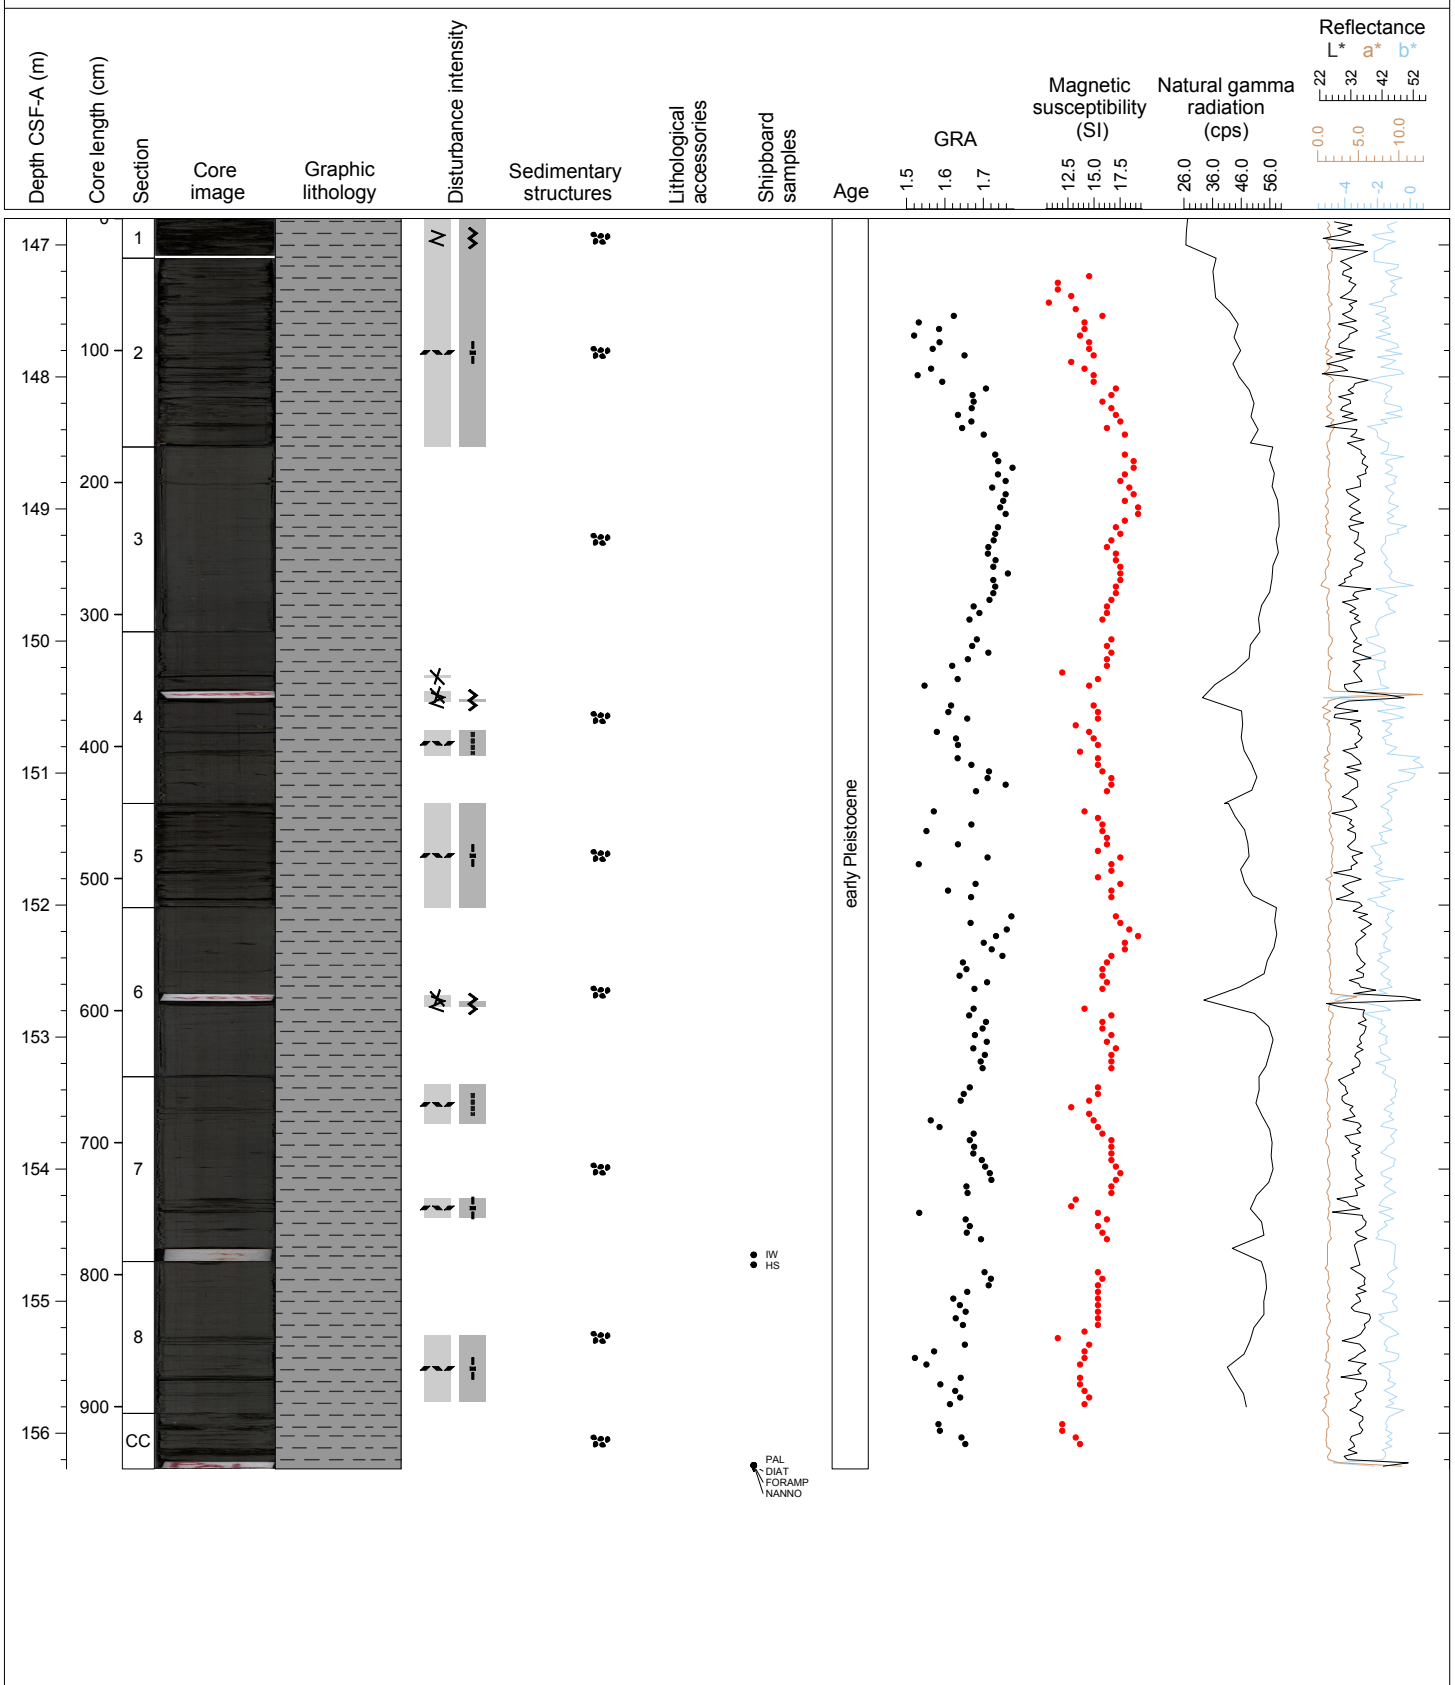 Depth CSF-A (m)
Core length (cm)
Section
Core image
Graphic lithology
Disturbance intensity
Sedimentary structures
Lithological accessories
Shipboard samples
Age
GRA
1.5 1.6 1.7
Magnetic susceptibility (SI)
12.5 15.0 17.5
Natural gamma radiation (cps)
26.0 36.0 46.0 56.0
Reflectance
L* a* b*
22 32 42 52
0.0 5.0 10.0
-4 -2 0
0
1
147
2
100
148
200
149
3
300
150
4
400
151
early Pleistocene
5
500
152
6
600
153
700
7
154
IW
HS
800
155
8
900
156
CC
PAL
DIAT
FORAMP
NANNO